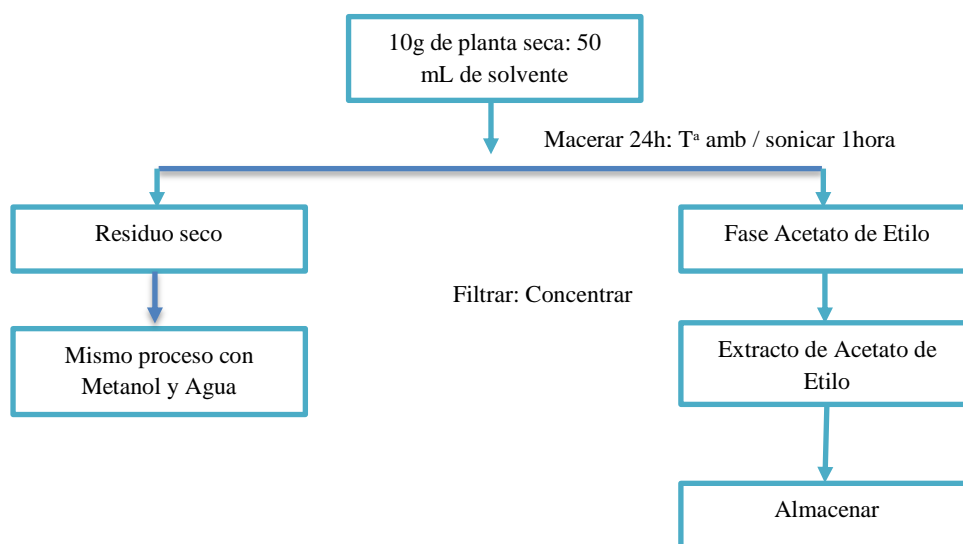 10g de planta seca: 50
mL de solvente
Macerar 24h: Tª amb / sonicar 1hora
Residuo seco
Fase Acetato de Etilo
Filtrar: Concentrar
Mismo proceso con
Metanol y Agua
Extracto de Acetato de
Etilo
Almacenar